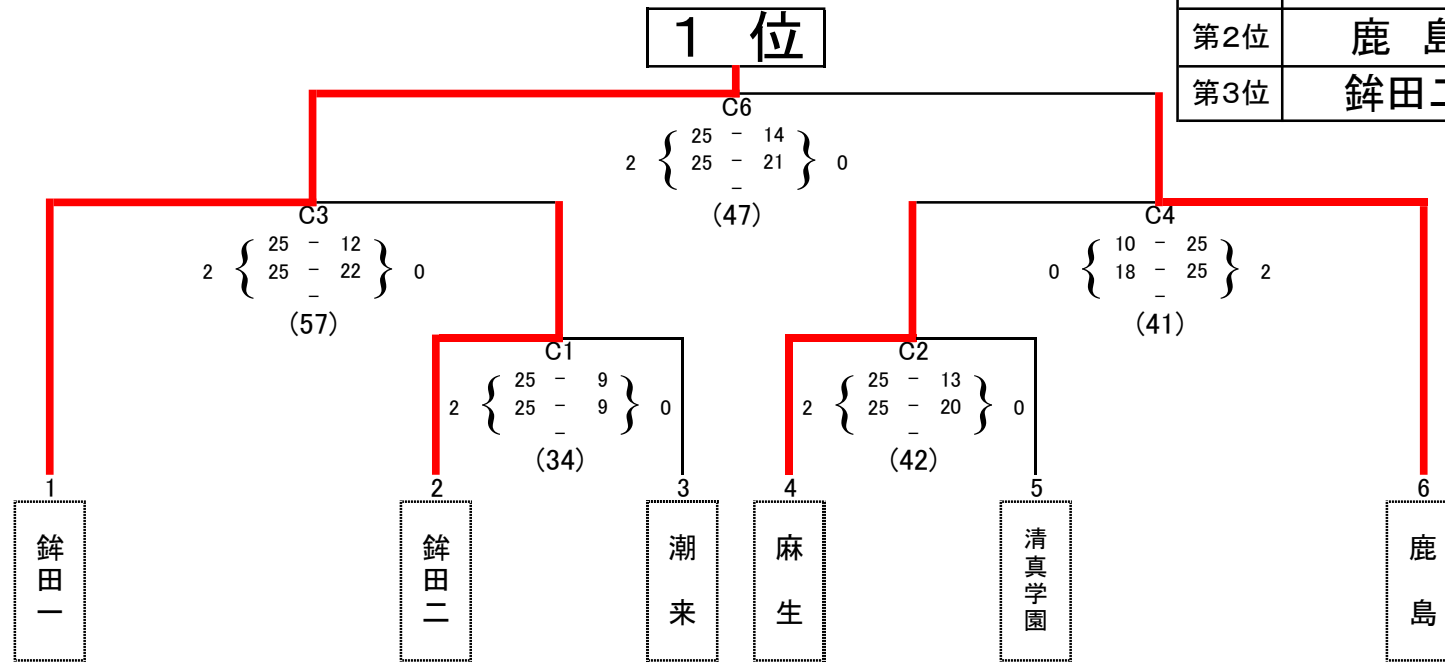 1 位
第2位 鹿 島
第3位 鉾田二
C6
25 - 14
2 { 25 - 21 } 0
-
(47)
C3
25 - 12
2 { 25 - 22 } 0
-
(57)
C4
10 - 25
0 { 18 - 25 } 2
-
(41)
C1
25 - 9
2 { 25 - 9 } 0
-
(34)
C2
25 - 13
2 { 25 - 20 } 0
-
(42)
1 2 3 4 5 6
鉾田一
鉾田二
潮来
麻生
清真学園
鹿島